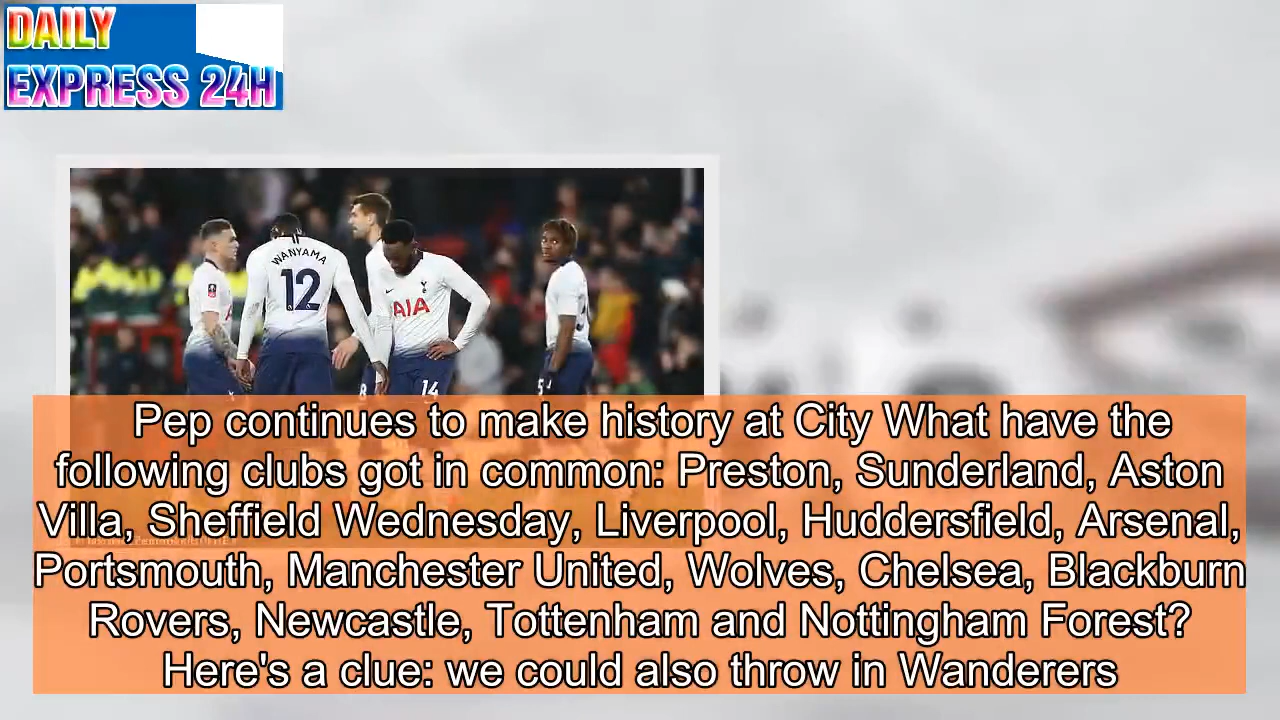 DAILY
EXPRESS 24H
WANYAMA
12
AIA
14
Pep continues to make history at City What have the
following clubs got in common: Preston, Sunderland, Aston
Villa, Sheffield Wednesday, Liverpool, Huddersfield, Arsenal,
Portsmouth, Manchester United, Wolves, Chelsea, Blackburn
Rovers, Newcastle, Tottenham and Nottingham Forest?
Here's a clue: we could also throw in Wanderers